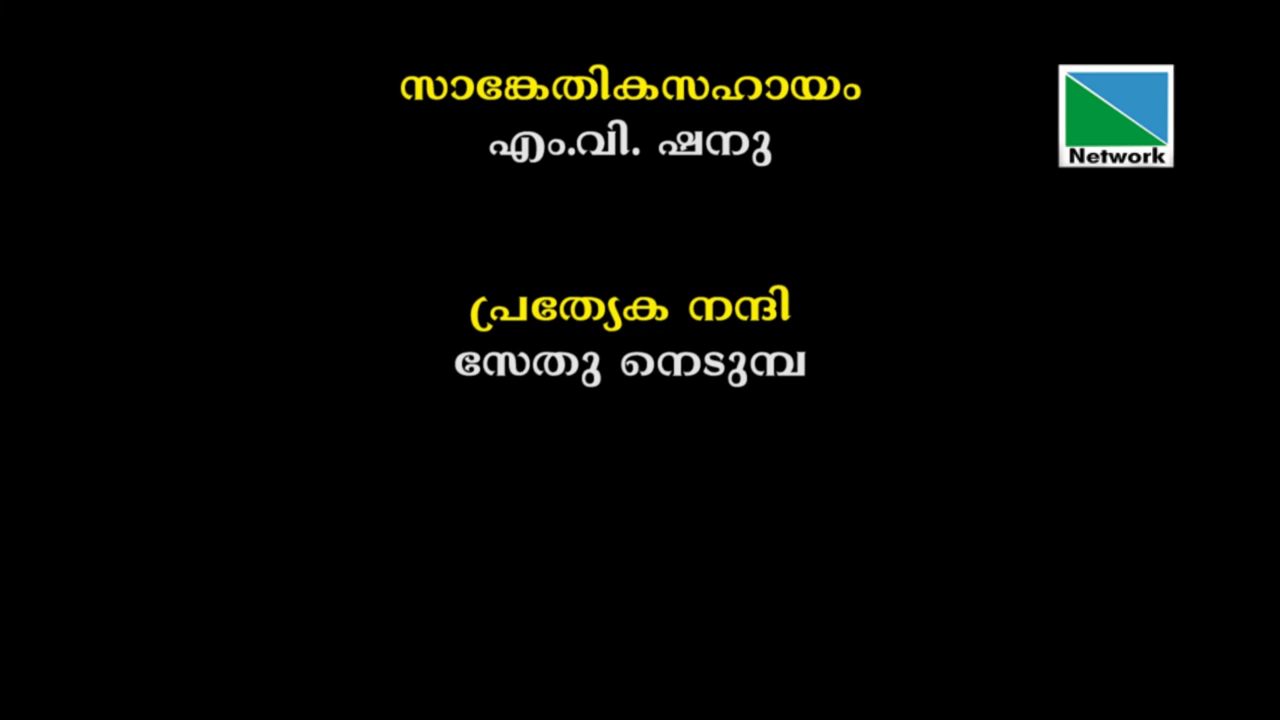 സാങ്കേതികസഹായം
എം.വി. ഷനു
Network
പ്രത്യേക നന്ദി
സേതു നെടുമ്പ